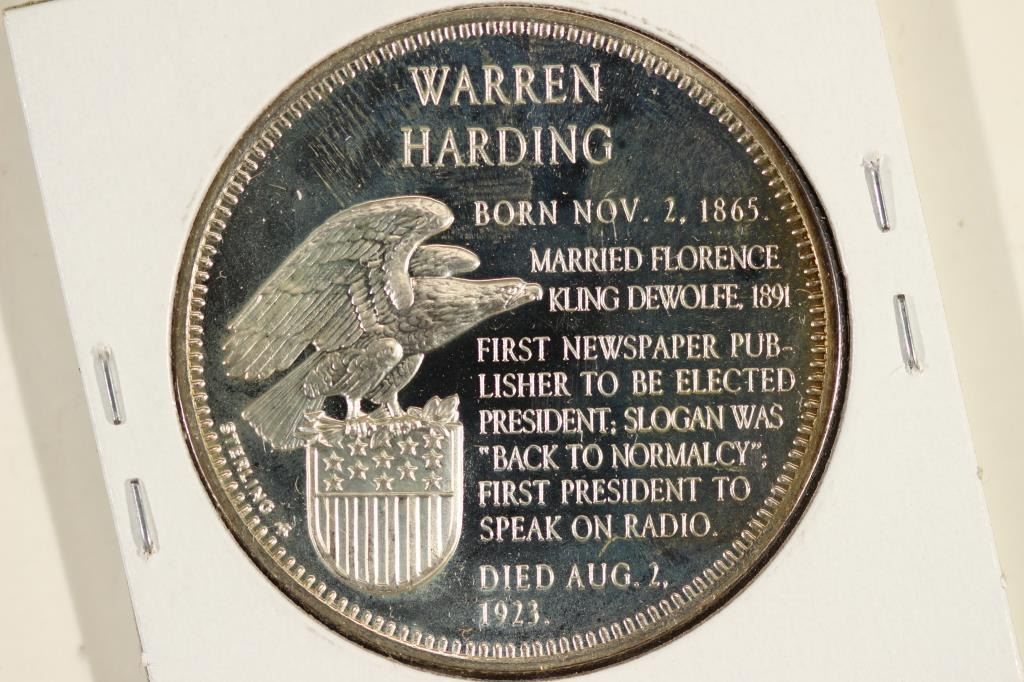 WARREN
HARDING
BORN NOV. 2, 1865.
MARRIED FLORENCE
KLING DEWOLFE, 1891
FIRST NEWSPAPER PUB-
LISHER TO BE ELECTED
PRESIDENT; SLOGAN WAS
"BACK TO NORMALCY";
FIRST PRESIDENT TO
SPEAK ON RADIO.
DIED AUG. 2,
1923.
STERLING